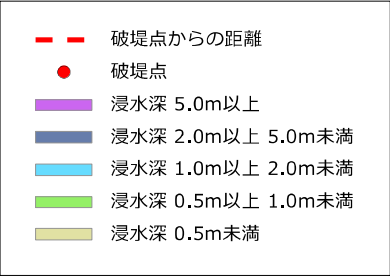 破堤点からの距離
破堤点
浸水深 5.0m以上
浸水深 2.0m以上 5.0m未満
浸水深 1.0m以上 2.0m未満
浸水深 0.5m以上 1.0m未満
浸水深 0.5m未満